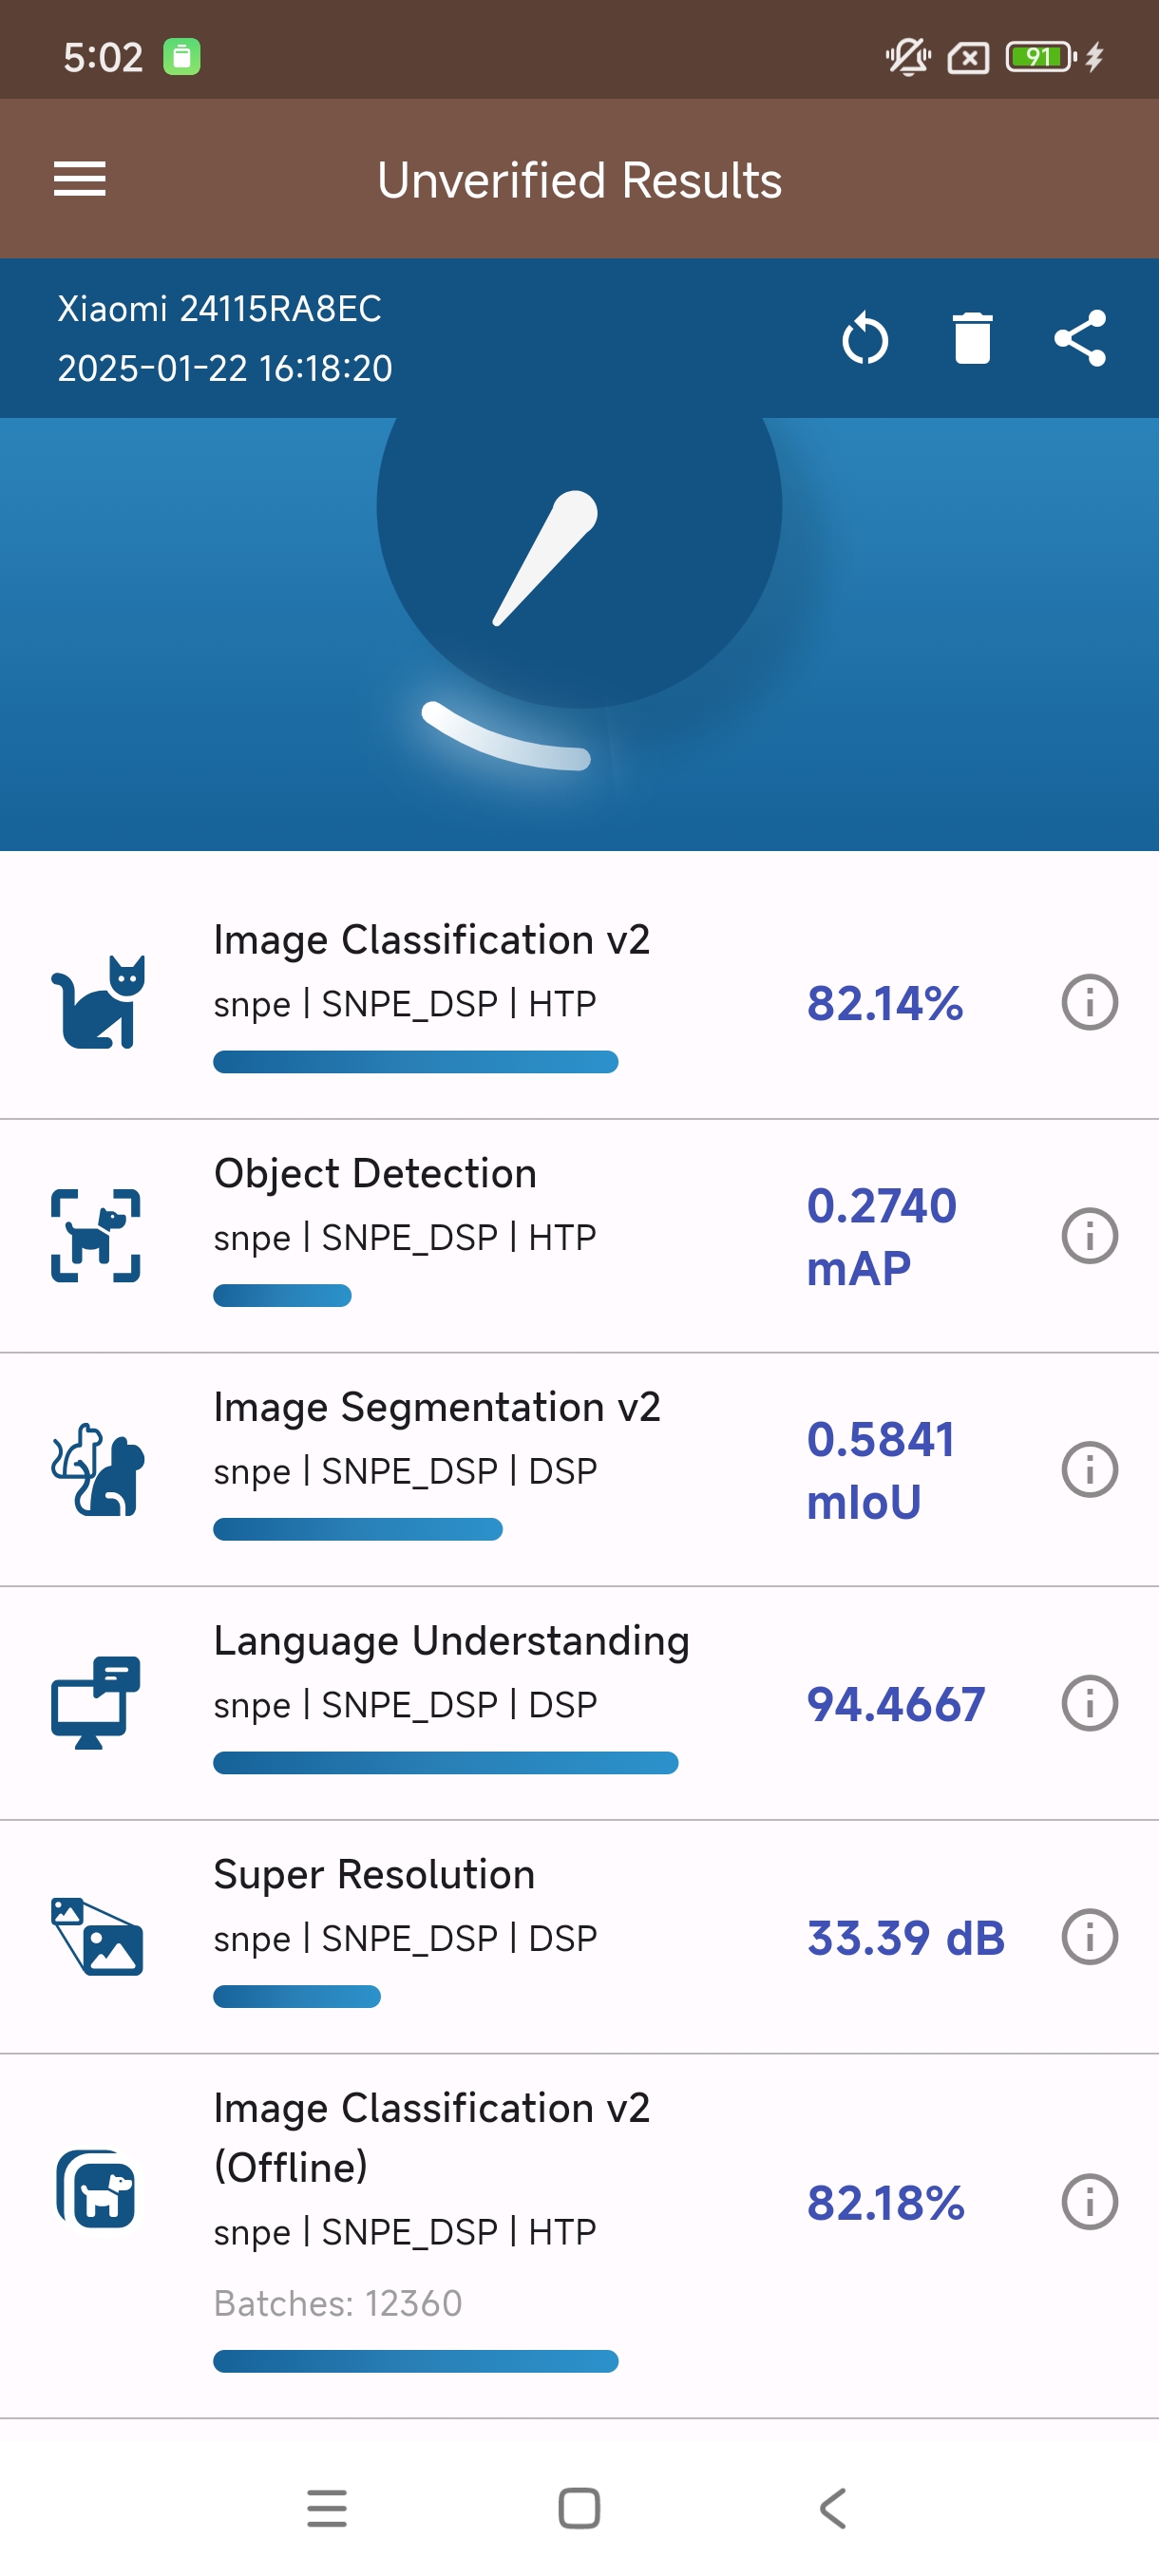 5:02
91
Unverified Results
Xiaomi 24115RA8EC
2025-01-22 16:18:20
Image Classification v2
snpe | SNPE_DSP | HTP
82.14%
Object Detection
snpe | SNPE_DSP | HTP
0.2740
mAP
Image Segmentation v2
snpe | SNPE_DSP | DSP
0.5841
mIoU
Language Understanding
snpe | SNPE_DSP | DSP
94.4667
Super Resolution
snpe | SNPE_DSP | DSP
33.39 dB
Image Classification v2
(Offline)
snpe | SNPE_DSP | HTP
82.18%
Batches: 12360